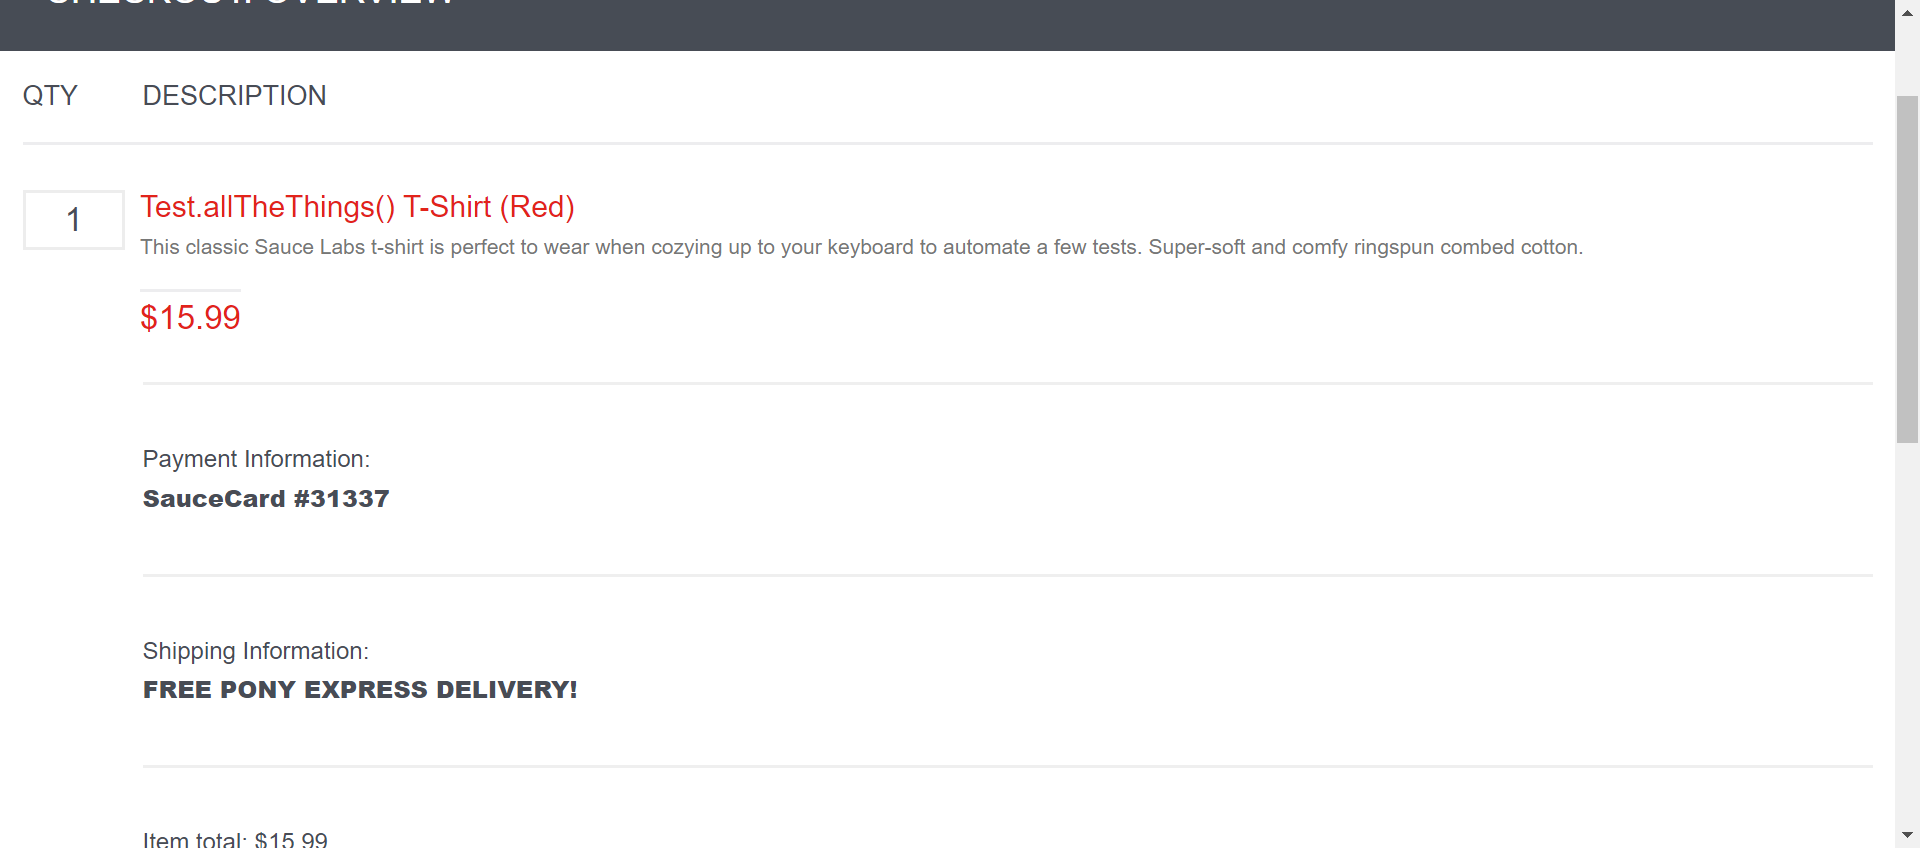 CHECKOUT: OVERVIEW
QTY DESCRIPTION
1 Test.allTheThings() T-Shirt (Red)
This classic Sauce Labs t-shirt is perfect to wear when cozying up to your keyboard to automate a few tests. Super-soft and comfy ringspun combed cotton.
$15.99
Payment Information:
SauceCard #31337
Shipping Information:
FREE PONY EXPRESS DELIVERY!
Item total: $15.99